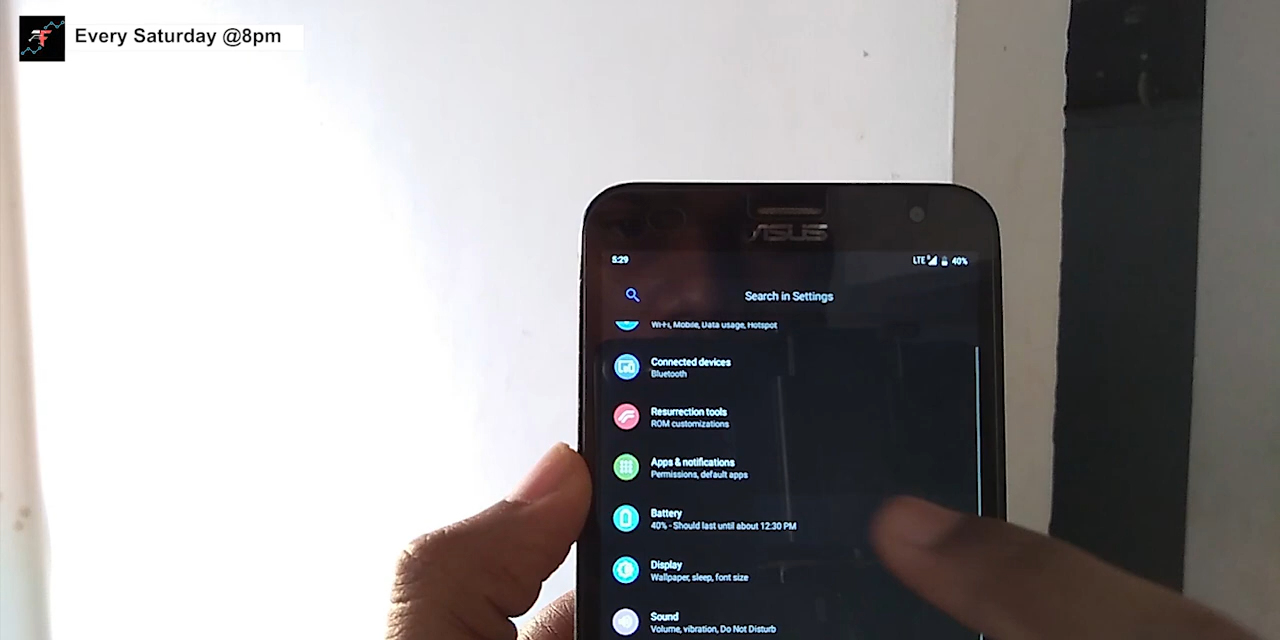 Every Saturday @8pm
ASUS
5:29
LTE 40%
Search in Settings
Wi-Fi, Mobile, Data usage, Hotspot
Connected devices
Bluetooth
Resurrection tools
ROM customizations
Apps & notifications
Permissions, default apps
Battery
40% - Should last until about 12:30 PM
Display
Wallpaper, sleep, font size
Sound
Volume, vibration, Do Not Disturb